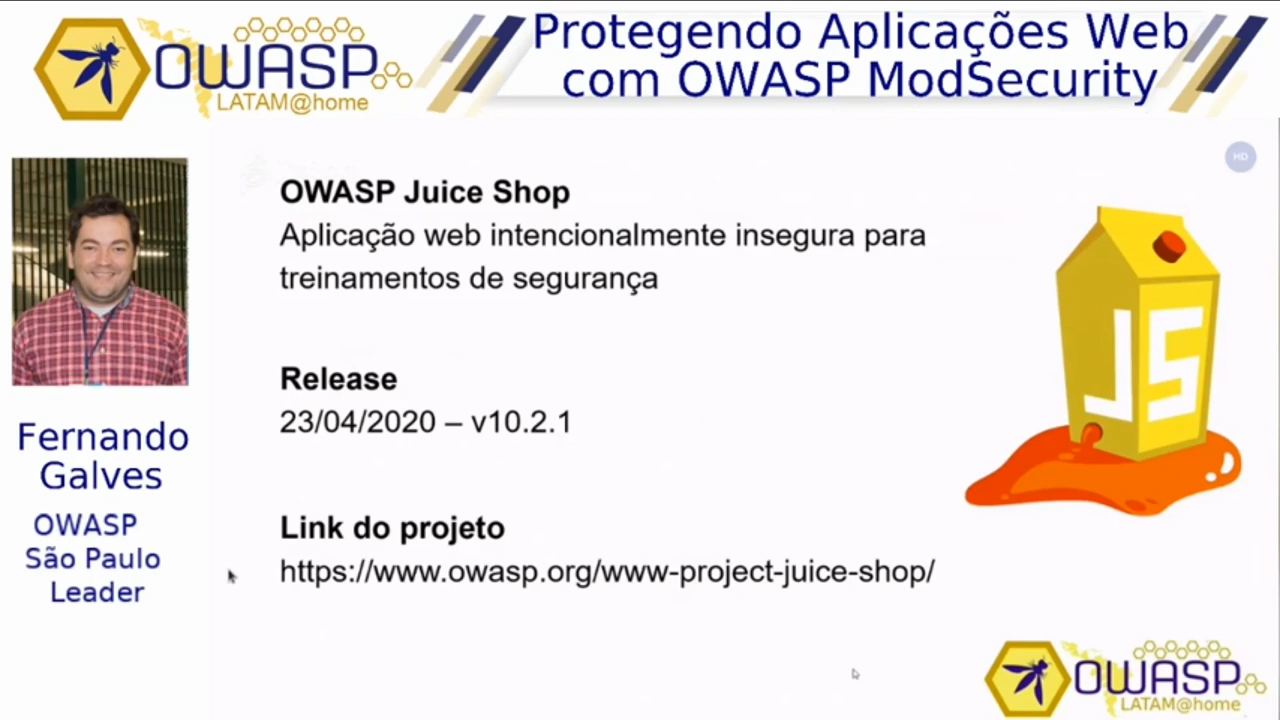 OWASP
LATAM@home
Protegendo Aplicações Web
com OWASP ModSecurity
HD
OWASP Juice Shop
Aplicação web intencionalmente insegura para
treinamentos de segurança
Release
23/04/2020 – v10.2.1
Link do projeto
https://www.owasp.org/www-project-juice-shop/
JS
Fernando
Galves
OWASP
São Paulo
Leader
OWASP
LATAM@home